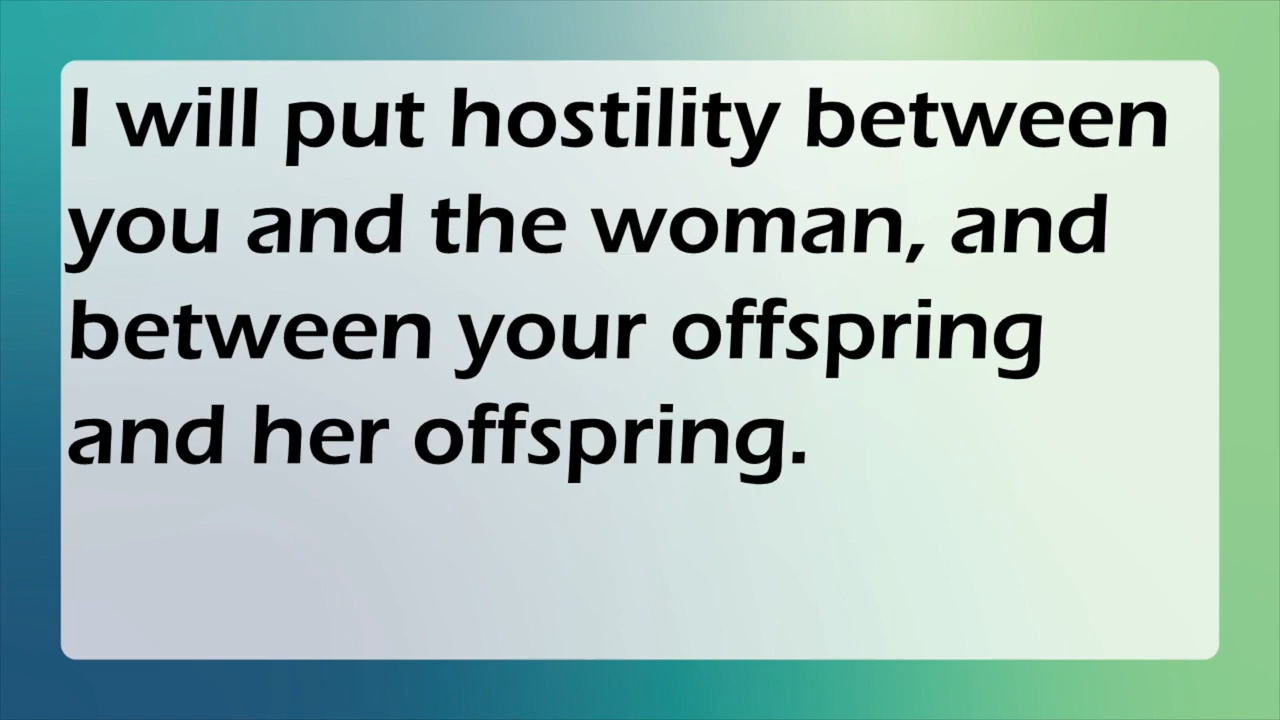 I will put hostility between
you and the woman, and
between your offspring
and her offspring.